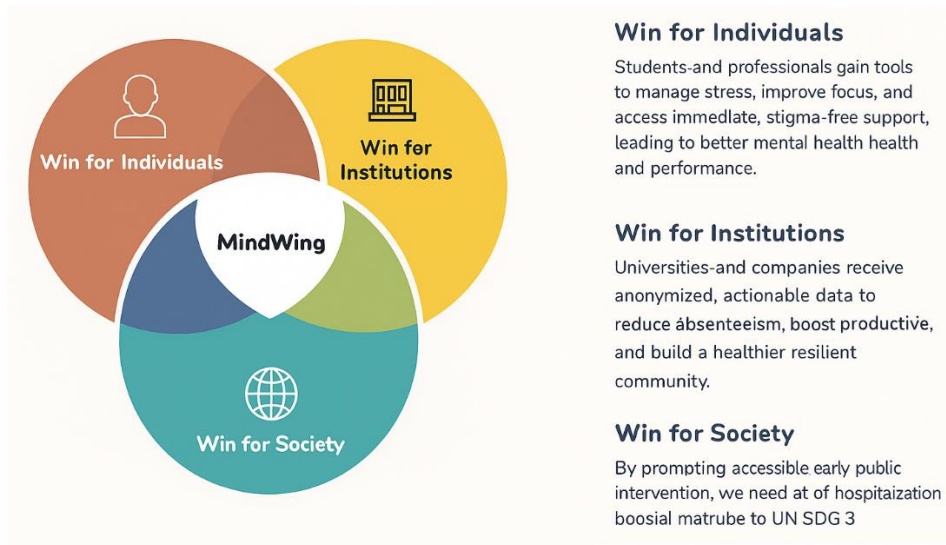 Win for Individuals
Win for
Institutions
MindWing
Win for Society
Win for Individuals
Students-and professionals gain tools
to manage stress, improve focus, and
access immedlate, stigma-free support,
leading to better mental health health
and performance.
Win for Institutions
Universities-and companies receive
anonymized, actionable data to
reduce ábsenteeism, boost productive,
and build a healthier resilient
community.
Win for Society
By prompting accessible early public
intervention, we need at of hospitaization
boosial matrube to UN SDG 3